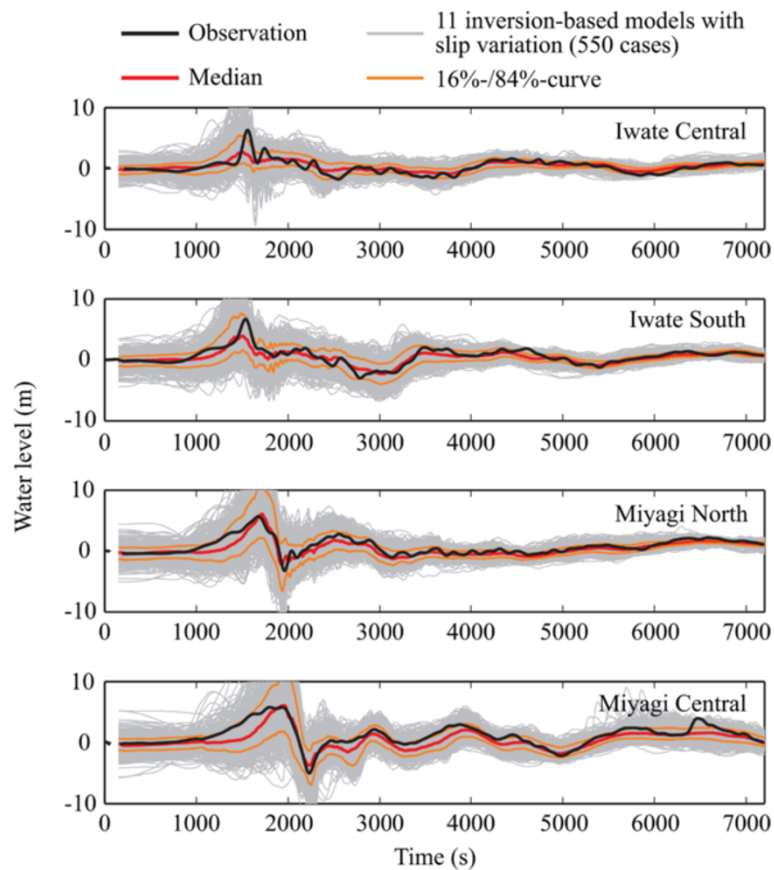 Observation
11 inversion-based models with
slip variation (550 cases)
Median
16%-/84%-curve
Water level (m)
10
0
-10
Iwate Central
0 1000 2000 3000 4000 5000 6000 7000
10
0
-10
Iwate South
0 1000 2000 3000 4000 5000 6000 7000
10
0
-10
Miyagi North
0 1000 2000 3000 4000 5000 6000 7000
10
0
-10
Miyagi Central
0 1000 2000 3000 4000 5000 6000 7000
Time (s)